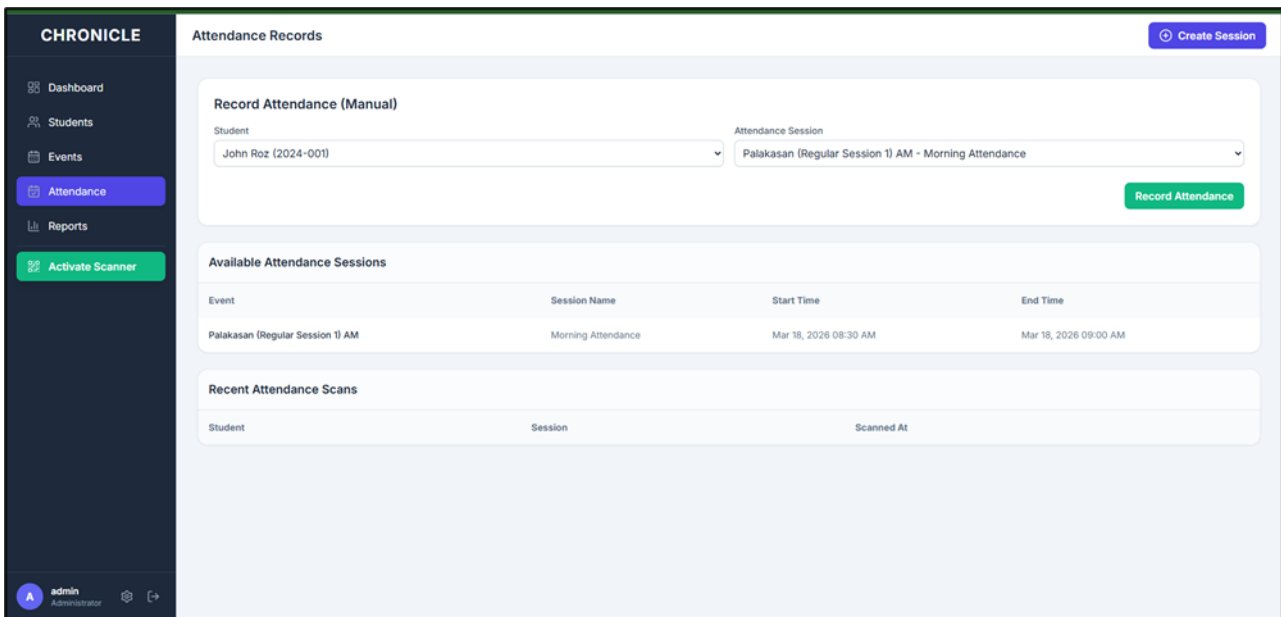 CHRONICLE
Dashboard
Students
Events
Attendance
Reports
Activate Scanner
A
admin
Administrator
Attendance Records
Create Session
Record Attendance (Manual)
Student
Attendance Session
John Roz (2024-001)
Palakasan (Regular Session 1) AM - Morning Attendance
Record Attendance
Available Attendance Sessions
Event Session Name Start Time End Time
Palakasan (Regular Session 1) AM Morning Attendance Mar 18, 2026 08:30 AM Mar 18, 2026 09:00 AM
Recent Attendance Scans
Student Session Scanned At